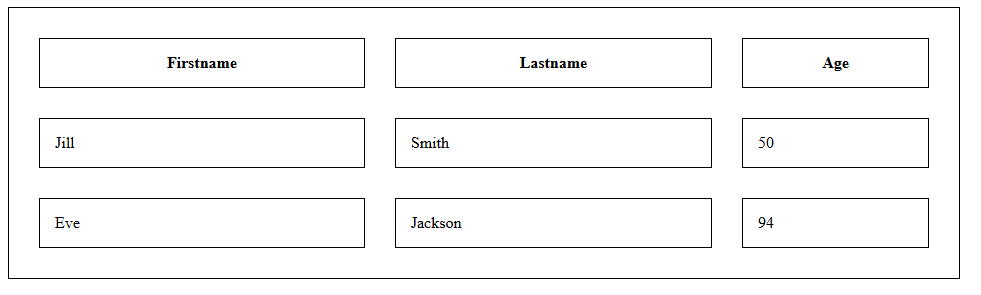 Firstname Lastname Age
Jill Smith 50
Eve Jackson 94